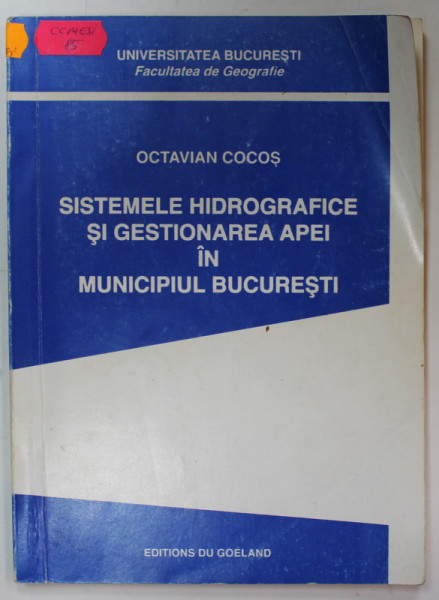 UNIVERSITATEA BUCUREŞTI
Facultatea de Geografie
OCTAVIAN COCOŞ
SISTEMELE HIDROGRAFICE
ŞI GESTIONAREA APEI
ÎN
MUNICIPIUL BUCUREŞTI
EDITIONS DU GOELAND